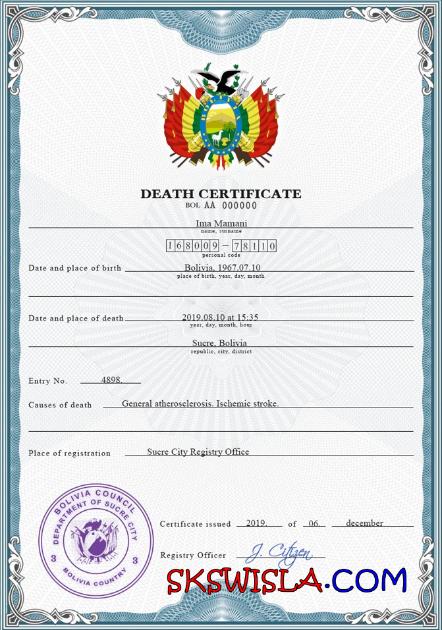 DEATH CERTIFICATE
BOL AA 000000
Ima Mamani
name, surname
168009-78110
personal code
Date and place of birth Bolivia, 1967.07.10
place of birth, year, day, month
Date and place of death 2019.08.10 at 15:35
year, day, month, hour
Sucre, Bolivia
republic, city, district
Entry No. 4898.
Causes of death General atherosclerosis. Ischemic stroke.
Place of registration Sucre City Registry Office
BOLIVIA COUNCIL
DEPARTMENT OF SUCRE CITY
3 3
BOLIVIA COUNTRY
Certificate issued 2019. of 06. december
Registry Officer J. Citizen
SKSWISLA.COM